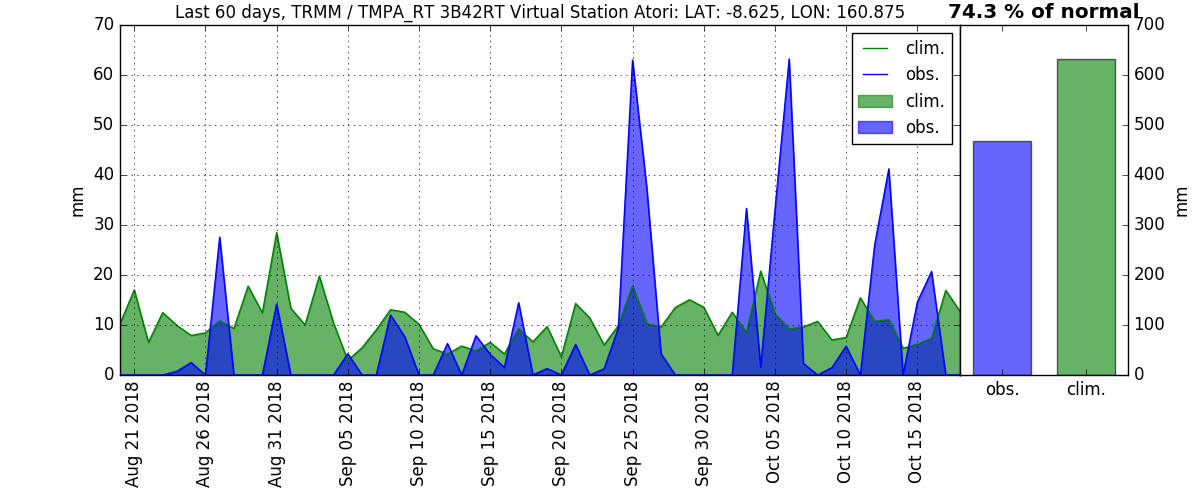 Last 60 days, TRMM / TMPA_RT 3B42RT Virtual Station Atori: LAT: -8.625, LON: 160.875
74.3 % of normal
clim.
obs.
clim.
obs.
mm
70
60
50
40
30
20
10
0
Aug 21 2018
Aug 26 2018
Aug 31 2018
Sep 05 2018
Sep 10 2018
Sep 15 2018
Sep 20 2018
Sep 25 2018
Sep 30 2018
Oct 05 2018
Oct 10 2018
Oct 15 2018
obs.
clim.
700
600
500
400
300
200
100
0
mm